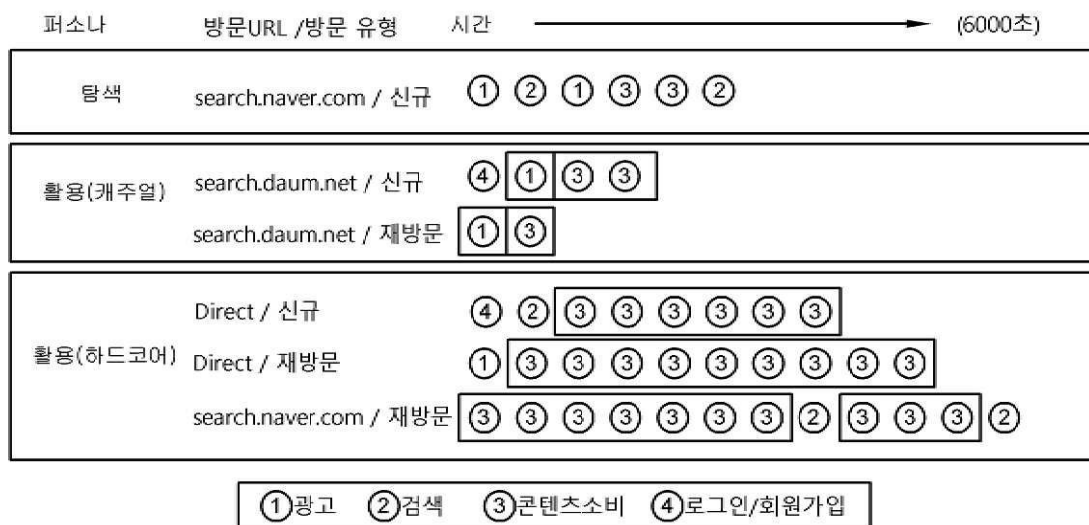 퍼소나 방문URL /방문 유형 시간 (6000초)
탐색 search.naver.com / 신규 ① ② ① ③ ③ ②
활용(캐주얼) search.daum.net / 신규 ④ ① ③ ③
search.daum.net / 재방문 ① ③
Direct / 신규 ④ ② ③ ③ ③ ③ ③ ③
활용(하드코어) Direct / 재방문 ① ③ ③ ③ ③ ③ ③ ③ ③ ③
search.naver.com / 재방문 ③ ③ ③ ③ ③ ③ ③ ② ③ ③ ③ ②
①광고 ②검색 ③콘텐츠소비 ④로그인/회원가입